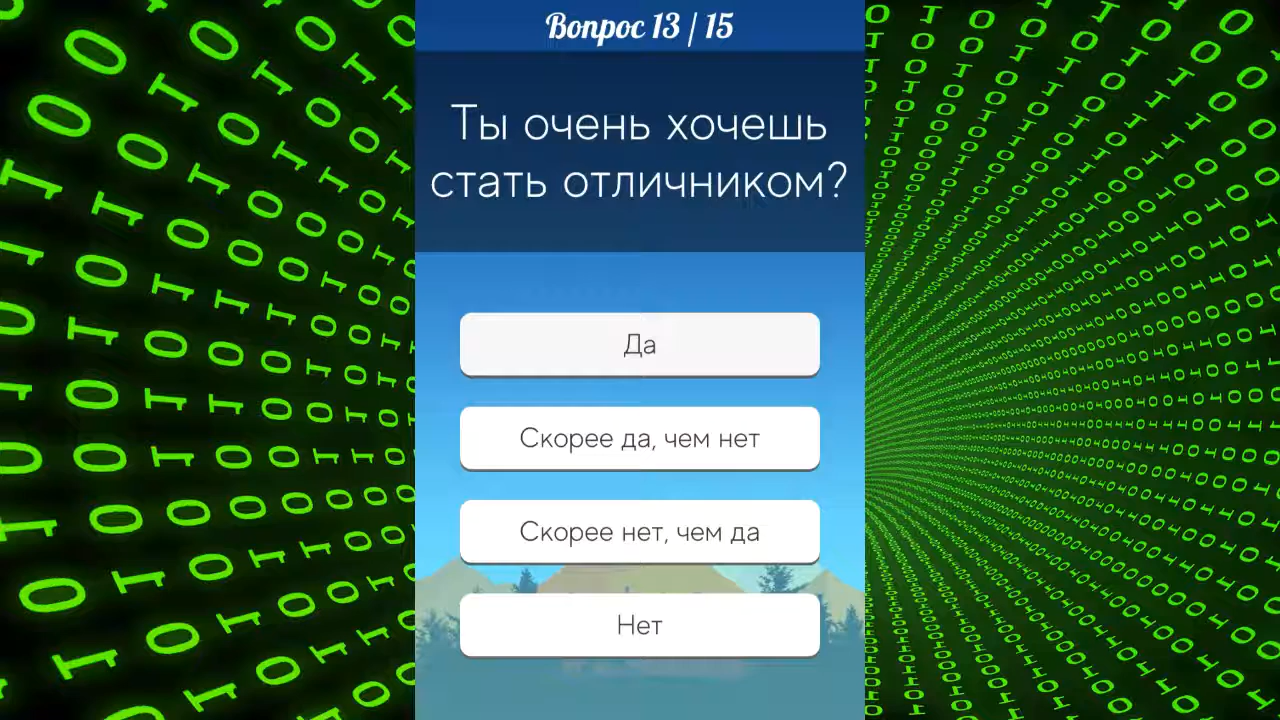 Вопрос 13 / 15
Ты очень хочешь
стать отличником?
Да
Скорее да, чем нет
Скорее нет, чем да
Нет